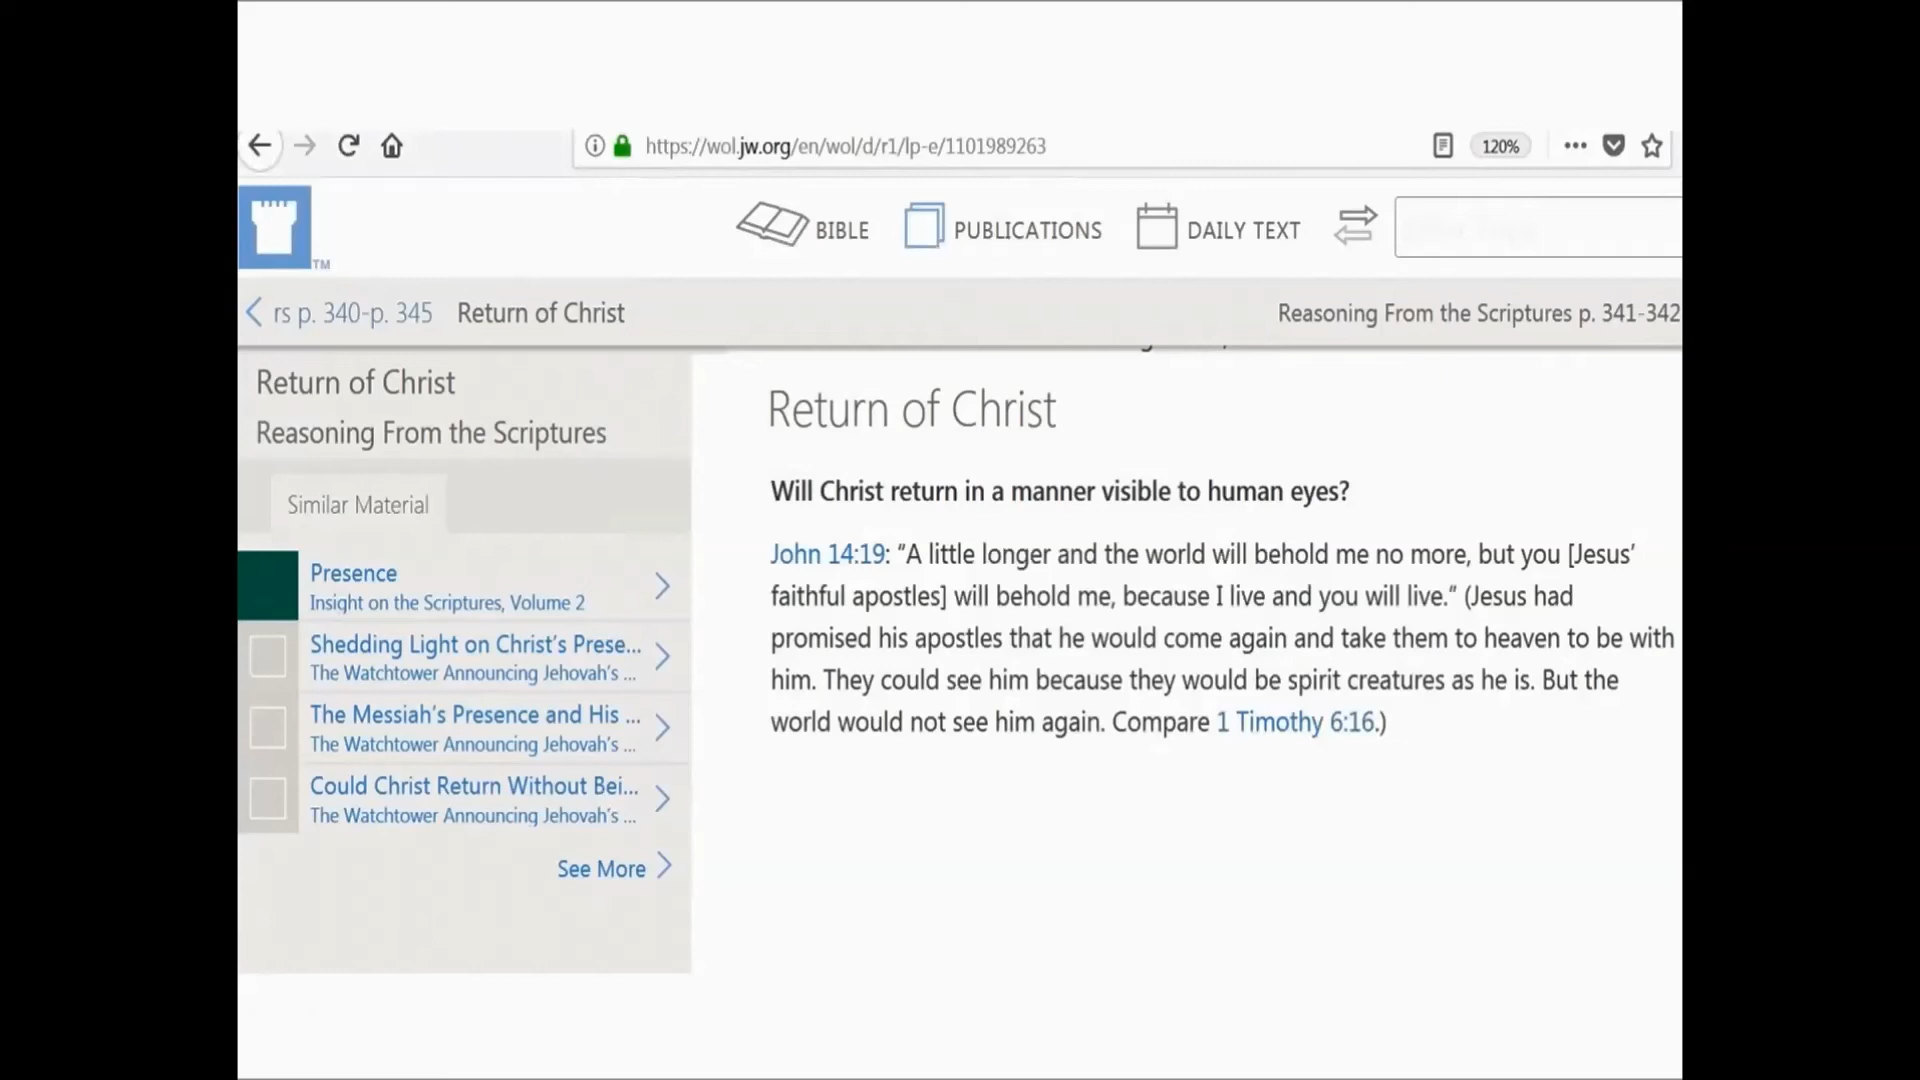 https://wol.jw.org/en/wol/d/r1/lp-e/1101989263
120%
TM
BIBLE
PUBLICATIONS
DAILY TEXT
rs p. 340-p. 345
Return of Christ
Reasoning From the Scriptures p. 341-342
Return of Christ
Reasoning From the Scriptures
Similar Material
Presence
Insight on the Scriptures, Volume 2
Shedding Light on Christ's Prese...
The Watchtower Announcing Jehovah's ...
The Messiah's Presence and His ...
The Watchtower Announcing Jehovah's ...
Could Christ Return Without Bei...
The Watchtower Announcing Jehovah's ...
See More
Return of Christ
Will Christ return in a manner visible to human eyes?
John 14:19: “A little longer and the world will behold me no more, but you [Jesus’
faithful apostles] will behold me, because I live and you will live.” (Jesus had
promised his apostles that he would come again and take them to heaven to be with
him. They could see him because they would be spirit creatures as he is. But the
world would not see him again. Compare 1 Timothy 6:16.)